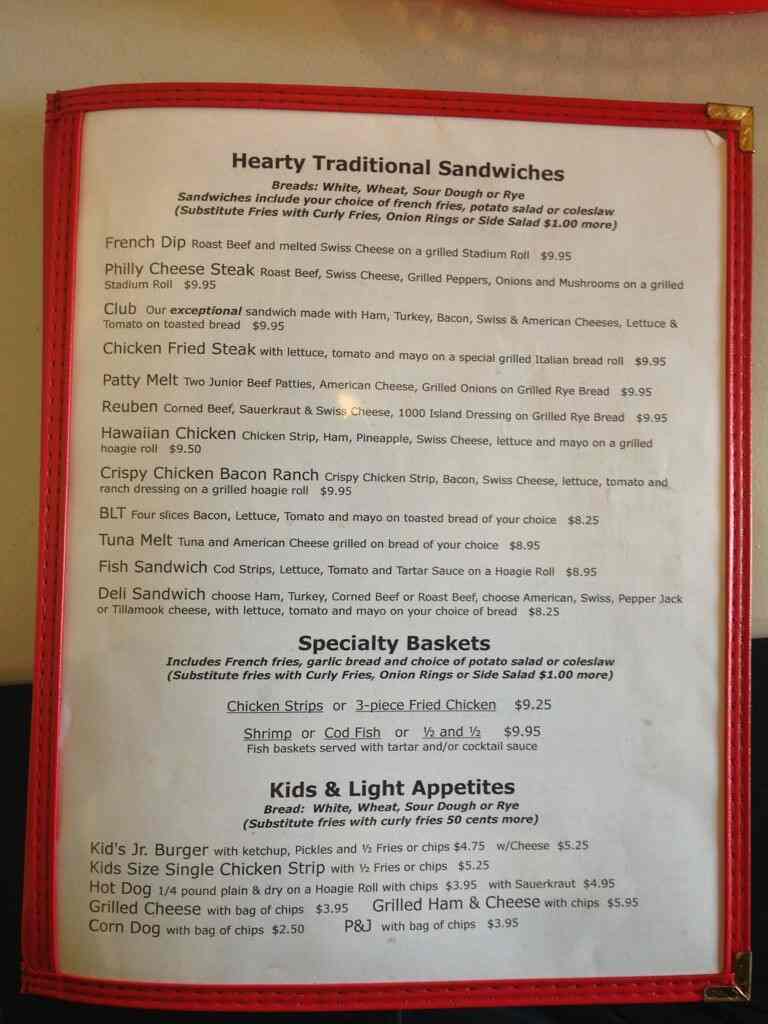 Hearty Traditional Sandwiches
Breads: White, Wheat, Sour Dough or Rye
Sandwiches include your choice of french fries, potato salad or coleslaw
(Substitute Fries with Curly Fries, Onion Rings or Side Salad $1.00 more)
French Dip Roast Beef and melted Swiss Cheese on a grilled Stadium Roll $9.95
Philly Cheese Steak Roast Beef, Swiss Cheese, Grilled Peppers, Onions and Mushrooms on a grilled
Stadium Roll $9.95
Club Our exceptional sandwich made with Ham, Turkey, Bacon, Swiss & American Cheeses, Lettuce &
Tomato on toasted bread $9.95
Chicken Fried Steak with lettuce, tomato and mayo on a special grilled Italian bread roll $9.95
Patty Melt Two Junior Beef Patties, American Cheese, Grilled Onions on Grilled Rye Bread $9.95
Reuben Corned Beef, Sauerkraut & Swiss Cheese, 1000 Island Dressing on Grilled Rye Bread $9.95
Hawaiian Chicken Chicken Strip, Ham, Pineapple, Swiss Cheese, lettuce and mayo on a grilled
hoagie roll $9.50
Crispy Chicken Bacon Ranch Crispy Chicken Strip, Bacon, Swiss Cheese, lettuce, tomato and
ranch dressing on a grilled hoagie roll $9.95
BLT Four slices Bacon, Lettuce, Tomato and mayo on toasted bread of your choice $8.25
Tuna Melt Tuna and American Cheese grilled on bread of your choice $8.95
Fish Sandwich Cod Strips, Lettuce, Tomato and Tartar Sauce on a Hoagie Roll $8.95
Deli Sandwich choose Ham, Turkey, Corned Beef or Roast Beef, choose American, Swiss, Pepper Jack
or Tillamook cheese, with lettuce, tomato and mayo on your choice of bread $8.25
Specialty Baskets
Includes French fries, garlic bread and choice of potato salad or coleslaw
(Substitute fries with Curly Fries, Onion Rings or Side Salad $1.00 more)
Chicken Strips or 3-piece Fried Chicken $9.25
Shrimp or Cod Fish or ½ and ½ $9.95
Fish baskets served with tartar and/or cocktail sauce
Kids & Light Appetites
Bread: White, Wheat, Sour Dough or Rye
(Substitute fries with curly fries 50 cents more)
Kid's Jr. Burger with ketchup, Pickles and ½ Fries or chips $4.75 w/Cheese $5.25
Kids Size Single Chicken Strip with ½ Fries or chips $5.25
Hot Dog 1/4 pound plain & dry on a Hoagie Roll with chips $3.95 with Sauerkraut $4.95
Grilled Cheese with bag of chips $3.95 Grilled Ham & Cheese with chips $5.95
Corn Dog with bag of chips $2.50 P&J with bag of chips $3.95